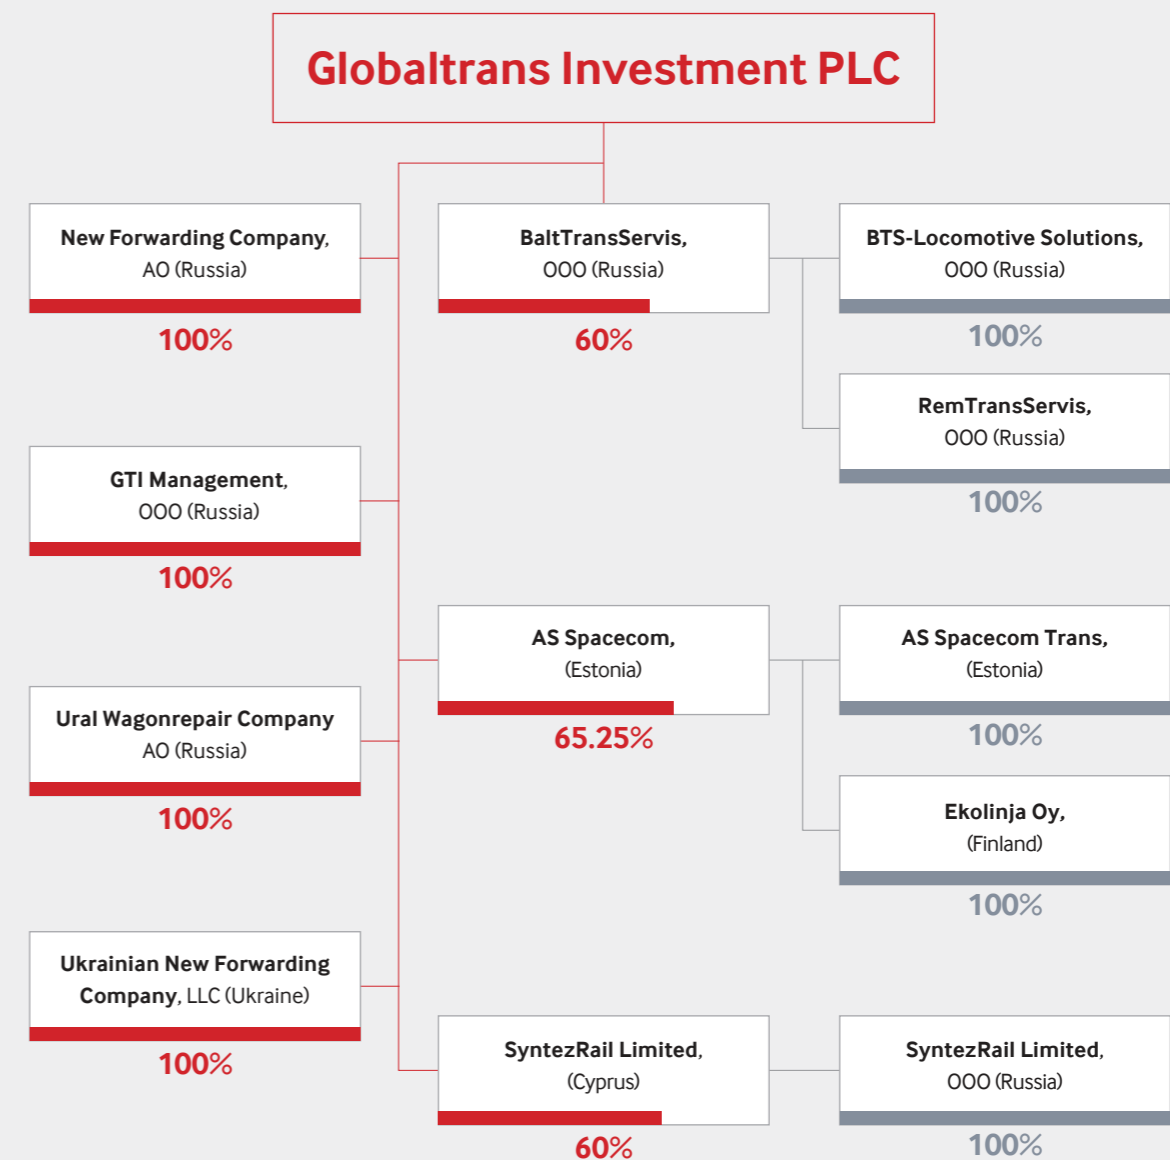 Globaltrans Investment PLC
New Forwarding Company,
AO (Russia)
100%
BaltTransServis,
OOO (Russia)
60%
BTS-Locomotive Solutions,
OOO (Russia)
100%
RemTransServis,
OOO (Russia)
100%
GTI Management,
OOO (Russia)
100%
AS Spacecom,
(Estonia)
65.25%
AS Spacecom Trans,
(Estonia)
100%
Ural Wagonrepair Company
AO (Russia)
100%
Ekolinja Oy,
(Finland)
100%
Ukrainian New Forwarding
Company, LLC (Ukraine)
100%
SyntezRail Limited,
(Cyprus)
60%
SyntezRail Limited,
OOO (Russia)
100%